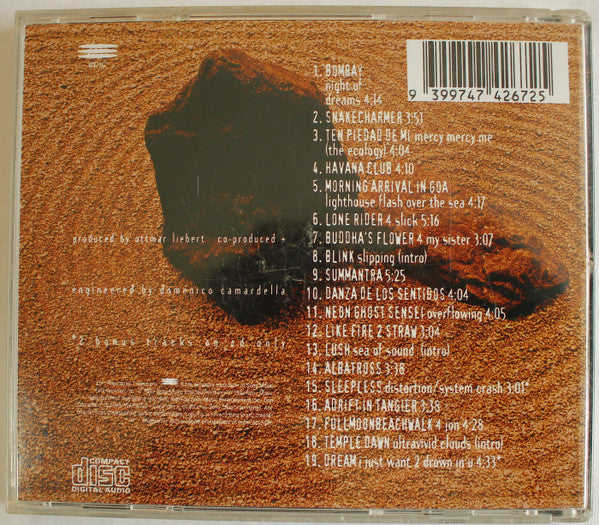 epic
1. BOMBAY
night of
dreams 4:14
2. SNAKECHARMER 3:51
3. TEN PIEDAD DE MI mercy mercy me
(the ecology) 4:04
4. HAVANA CLUB 4:10
5. MORNING ARRIVAL IN GOA
lighthouse flash over the sea 4:17
6. LONE RIDER 4 slick 5:16
7. BUDDHA'S FLOWER 4 my sister 3:07
8. BLINK slipping (intro)
9. SUMMANTRA 5:25
10. DANZA DE LOS SENTIDOS 4:04
11. NEON GHOST SENSEI overflowing 4:05
12. LIKE FIRE 2 STRAW 3:04
13. LUSH sea of sound (intro)
14. ALBATROSS 3:38
15. SLEEPLESS distortion/system crash 3:01*
16. ADRIFT IN TANGIER 3:38
17. FULLMOONBEACHWALK 4 jon 4:28
18. TEMPLE DAWN ultravivid clouds (intro)
19. DREAM i just want 2 drown in u 4:33*
9 399747 426725
produced by ottmar liebert co-produced +
engineered by domenico camardella
*2 bonus tracks on cd only
COMPACT
disc
DIGITAL AUDIO